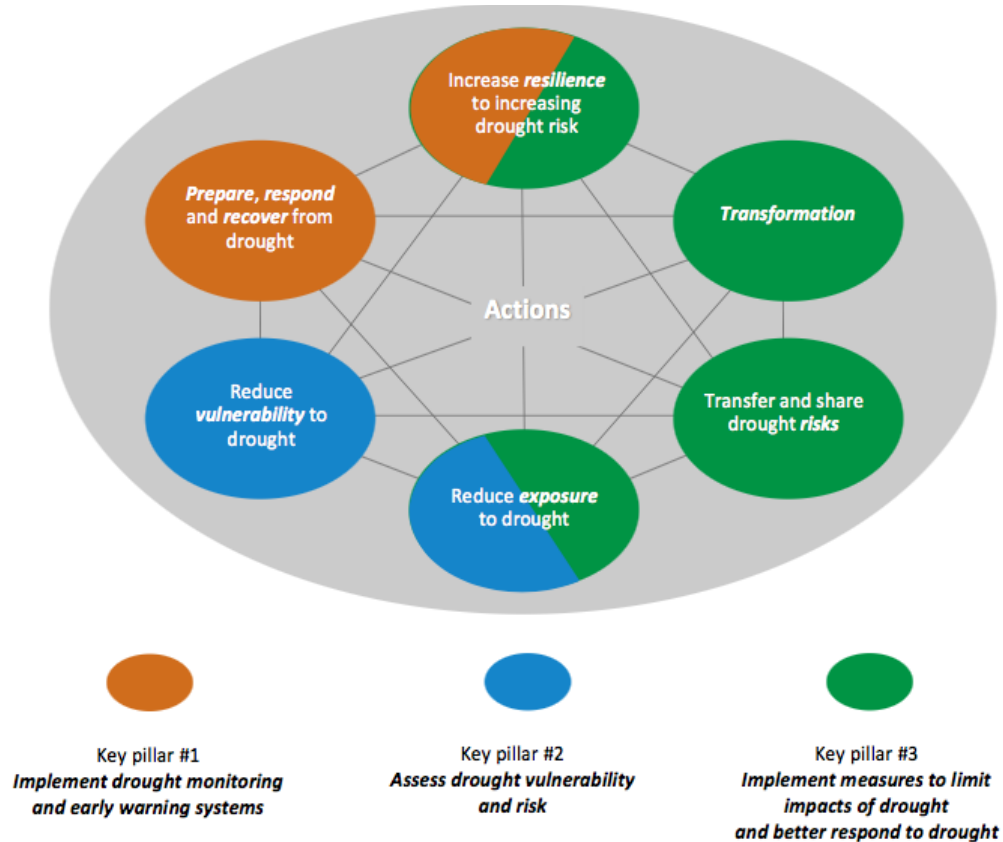 Increase resilience
to increasing
drought risk
Prepare, respond
and recover from
drought
Transformation
Actions
Reduce
vulnerability to
drought
Transfer and share
drought risks
Reduce exposure
to drought
Key pillar #1
Implement drought monitoring
and early warning systems
Key pillar #2
Assess drought vulnerability
and risk
Key pillar #3
Implement measures to limit
impacts of drought
and better respond to drought